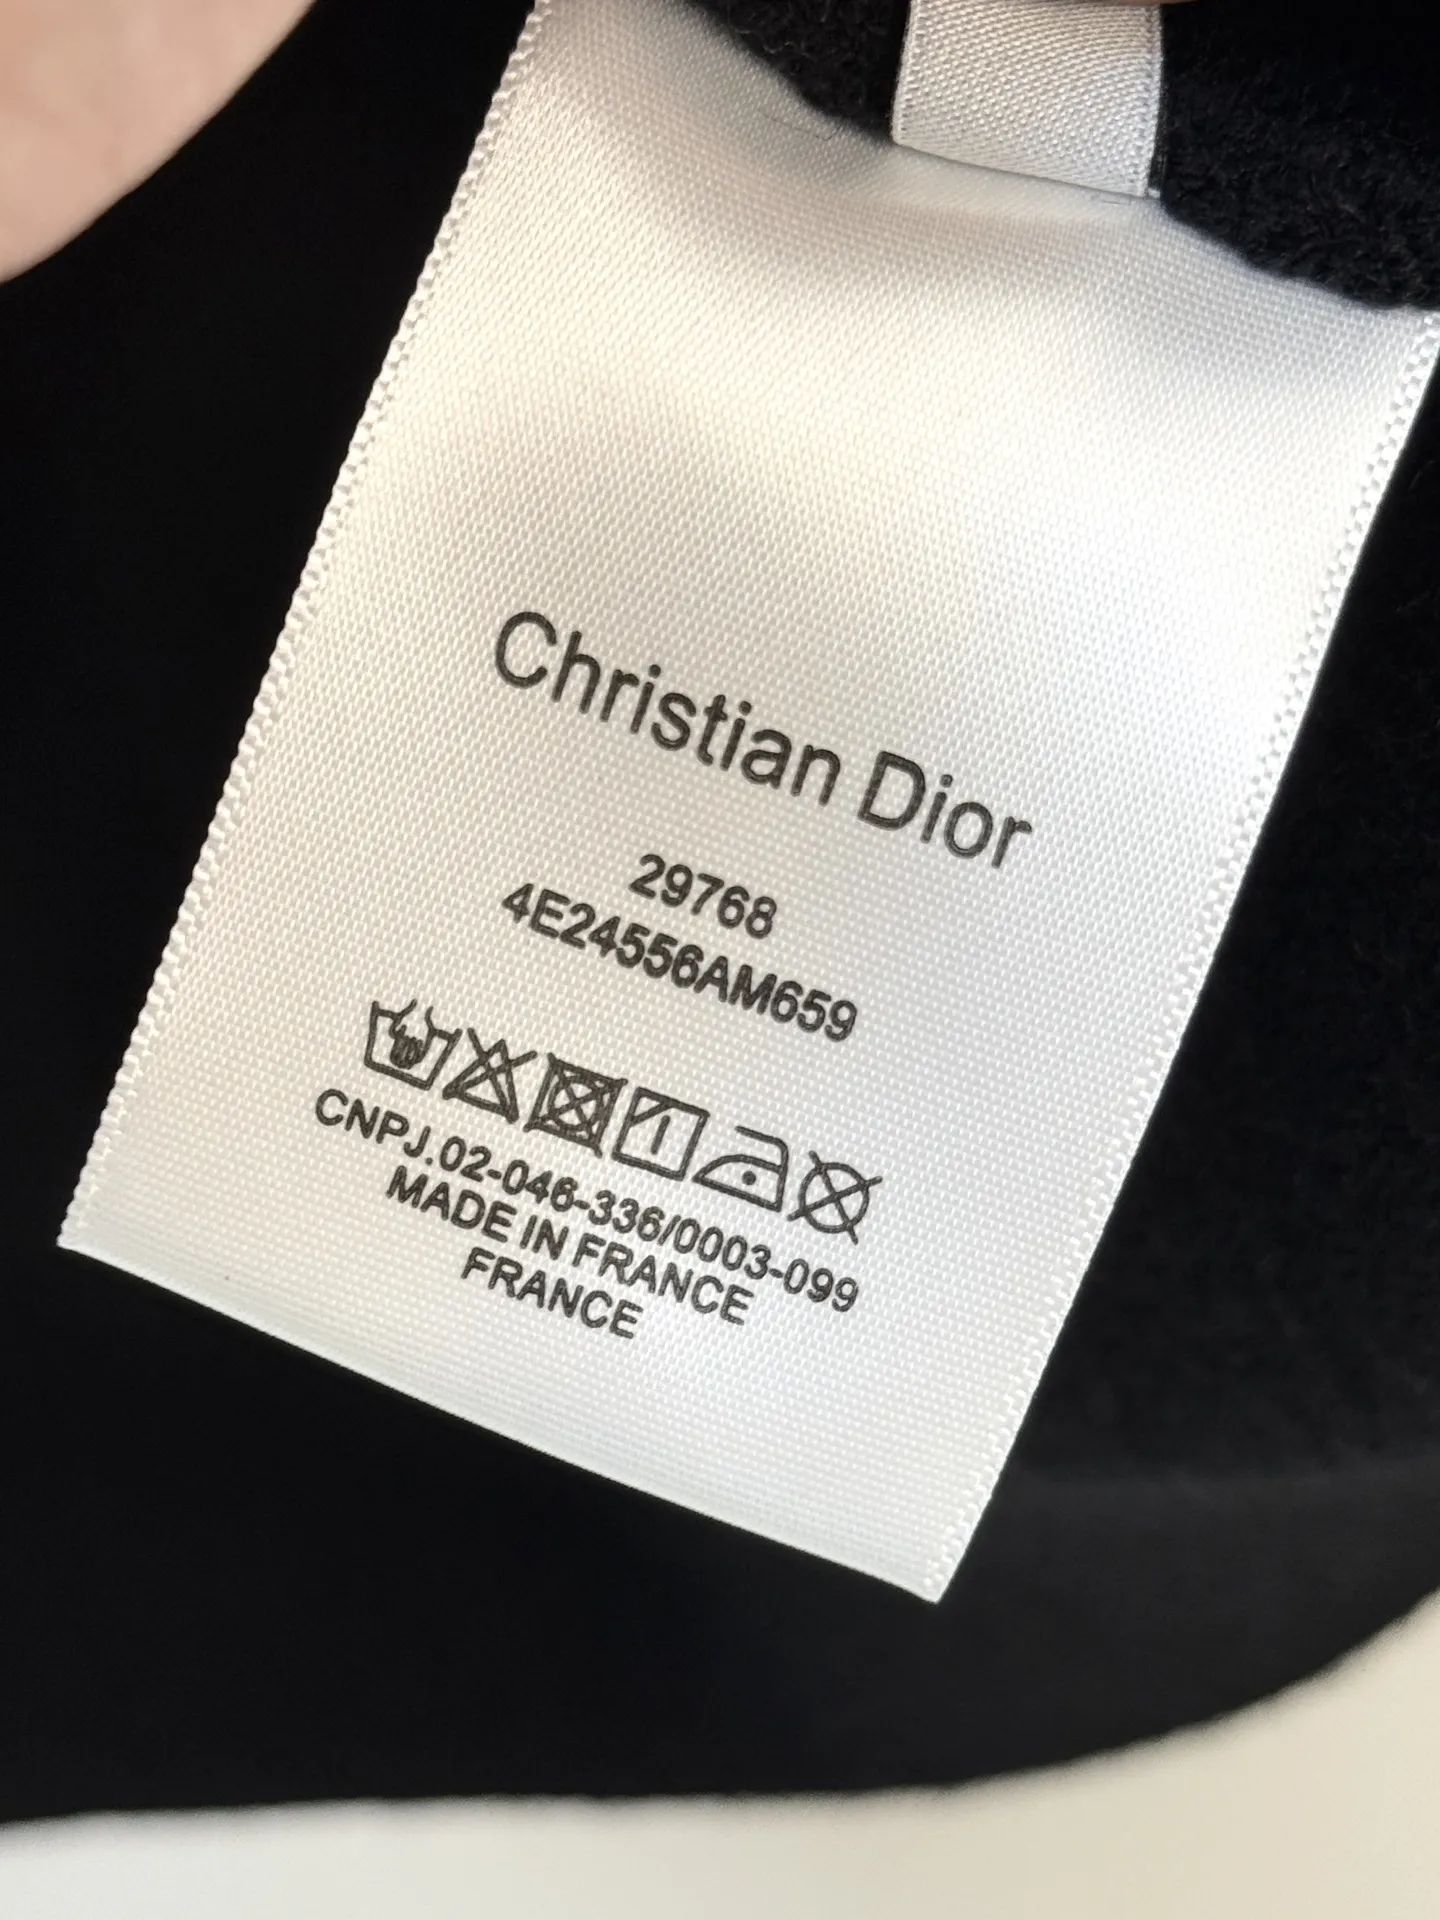 Christian Dior
29768
4E24556AM659
CNPJ.02-046-336/0003-099
MADE IN FRANCE
FRANCE